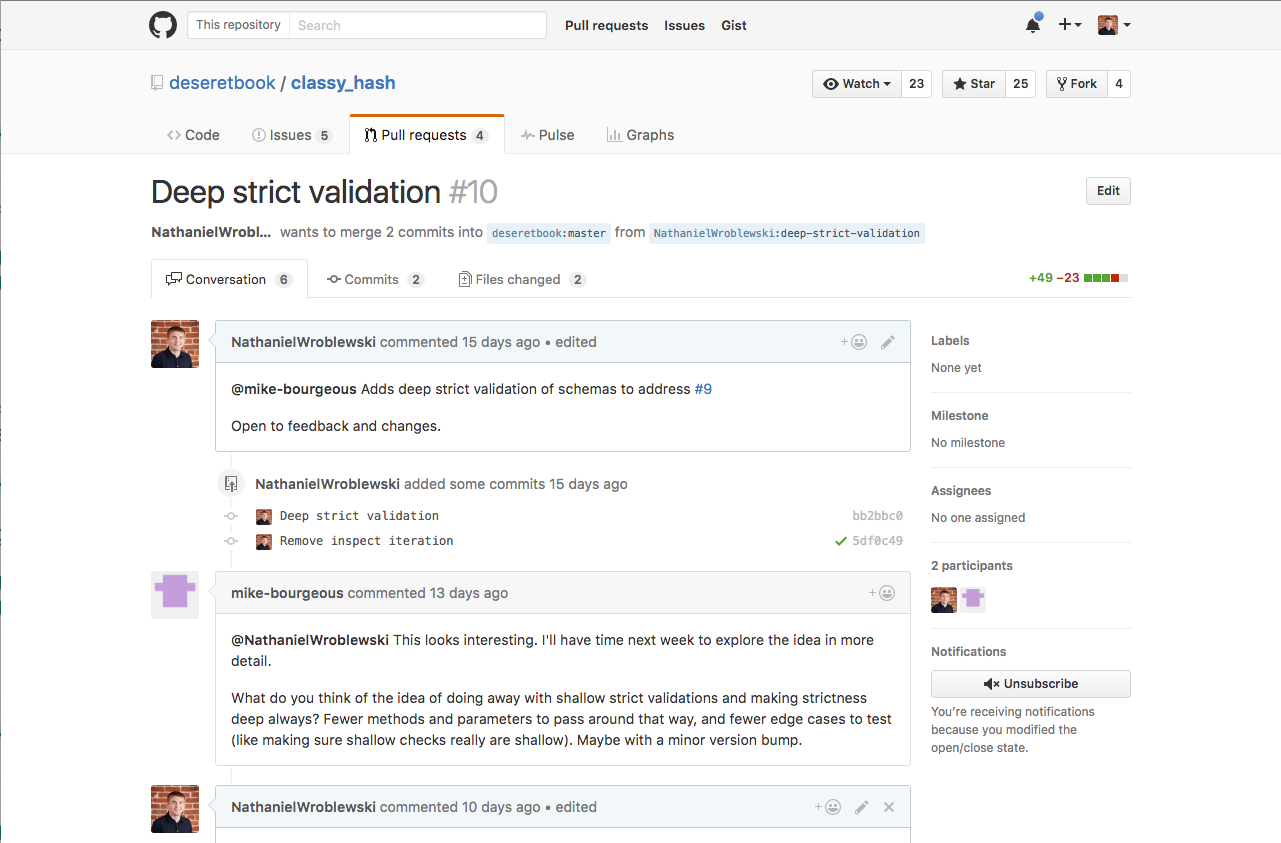 This repository Search Pull requests Issues Gist
deseretbook / classy_hash Watch 23 Star 25 Fork 4
Code Issues 5 Pull requests 4 Pulse Graphs
Deep strict validation #10 Edit
NathanielWrobl... wants to merge 2 commits into deseretbook:master from NathanielWroblewski:deep-strict-validation
Conversation 6 Commits 2 Files changed 2 +49 −23
NathanielWroblewski commented 15 days ago • edited
@mike-bourgeous Adds deep strict validation of schemas to address #9
Open to feedback and changes.
NathanielWroblewski added some commits 15 days ago
Deep strict validation bb2bbc0
Remove inspect iteration 5df0c49
mike-bourgeous commented 13 days ago
@NathanielWroblewski This looks interesting. I'll have time next week to explore the idea in more
detail.
What do you think of the idea of doing away with shallow strict validations and making strictness
deep always? Fewer methods and parameters to pass around that way, and fewer edge cases to test
(like making sure shallow checks really are shallow). Maybe with a minor version bump.
NathanielWroblewski commented 10 days ago • edited
Labels
None yet
Milestone
No milestone
Assignees
No one assigned
2 participants
Notifications
Unsubscribe
You’re receiving notifications
because you modified the
open/close state.